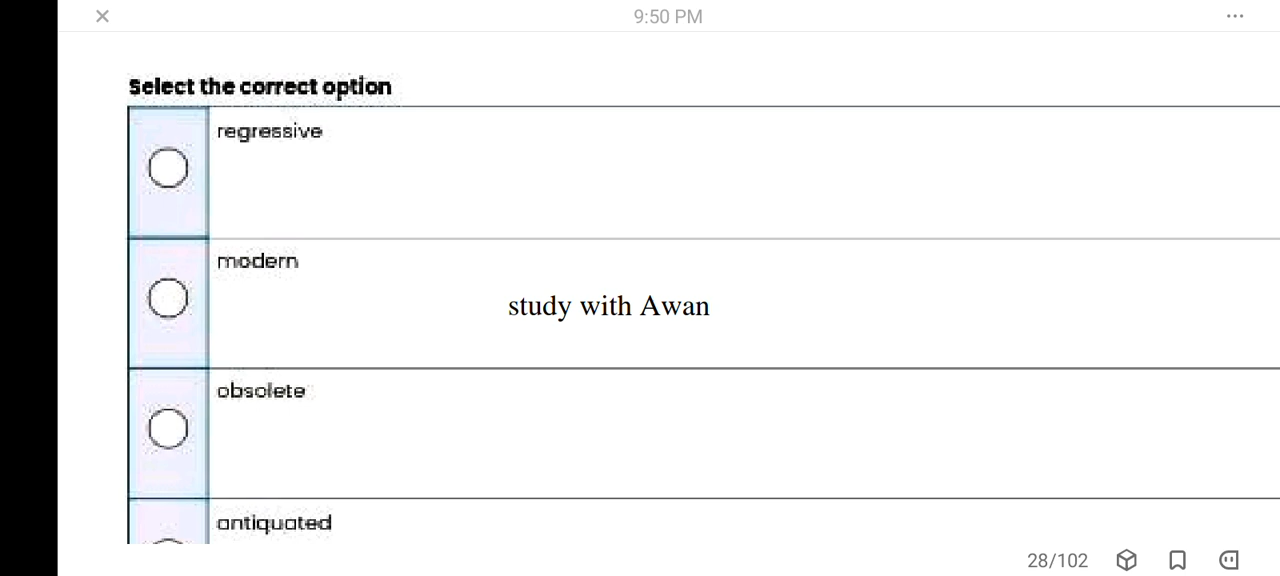 9:50 PM
Select the correct option
regressive
modern
study with Awan
obsolete
antiquated
28/102